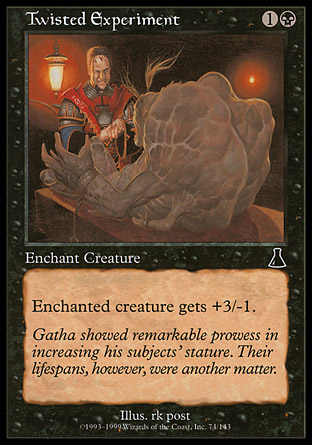 Twisted Experiment 1
Enchant Creature
Enchanted creature gets +3/-1.
Gatha showed remarkable prowess in
increasing his subjects' stature. Their
lifespans, however, were another matter.
Illus. rk post
©1993-1999 Wizards of the Coast, Inc. 74/143